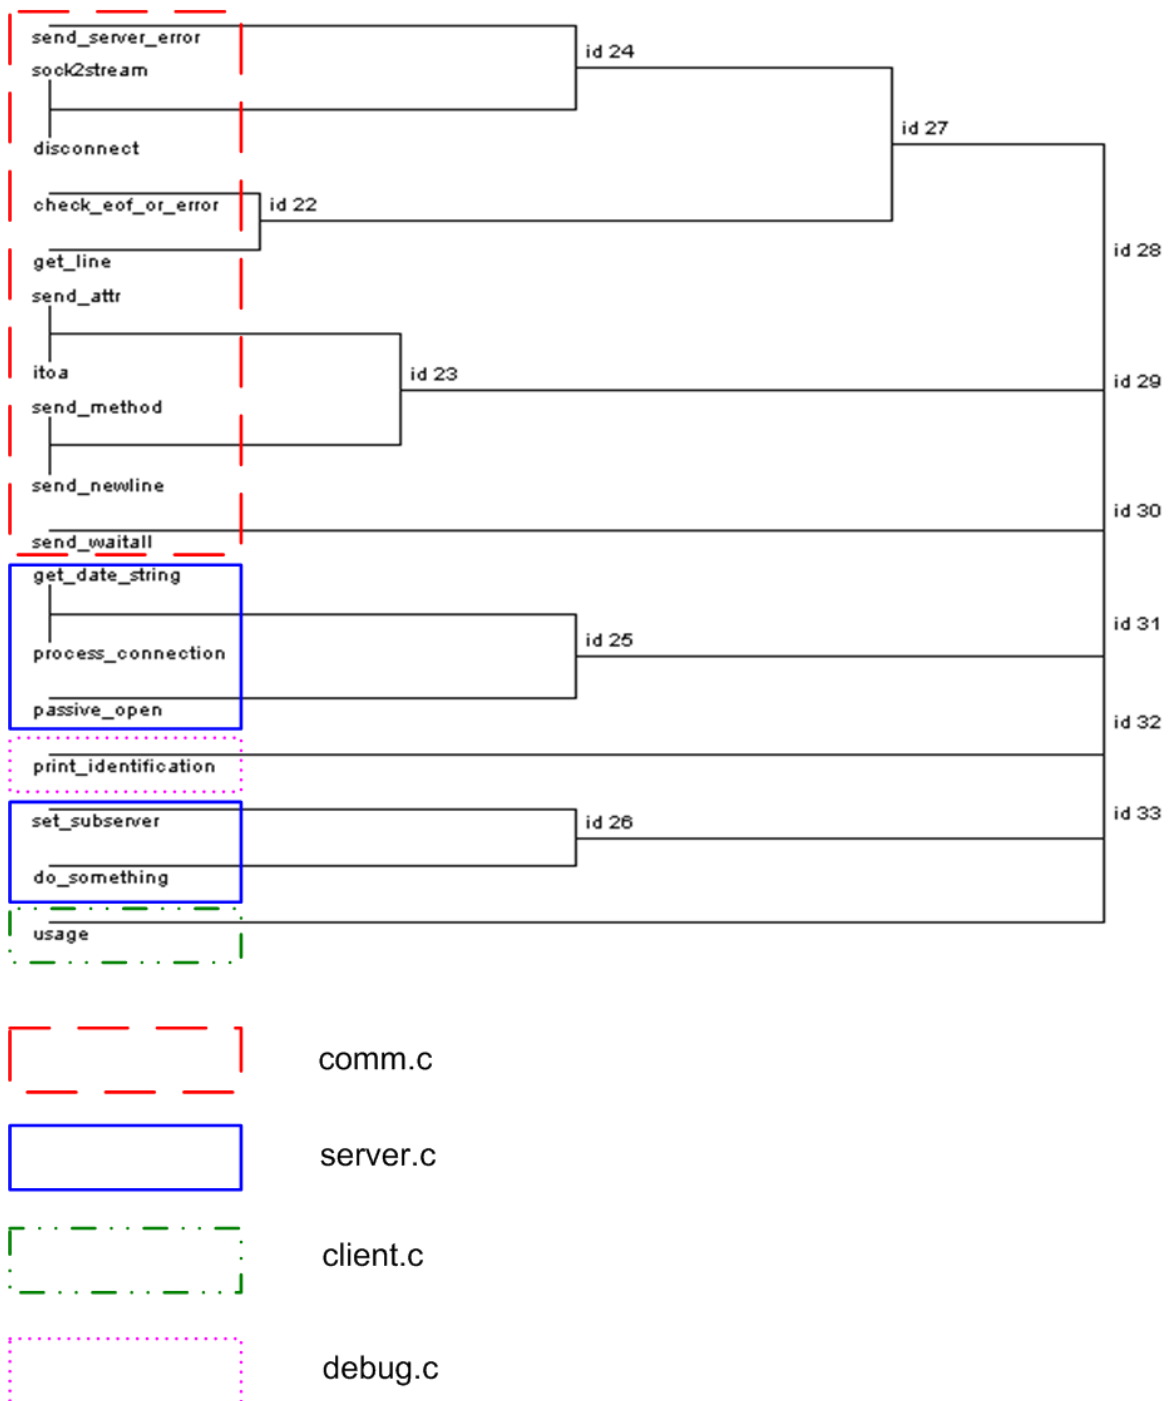 send_server_error
id 24
sock2stream
id 27
disconnect
check_eof_or_error
id 22
id 28
get_line
send_attr
itoa
id 23
id 29
send_method
send_newline
id 30
send_waitall
get_date_string
id 31
id 25
process_connection
passive_open
id 32
print_identification
id 33
set_subserver
id 26
do_something
usage
comm.c
server.c
client.c
debug.c